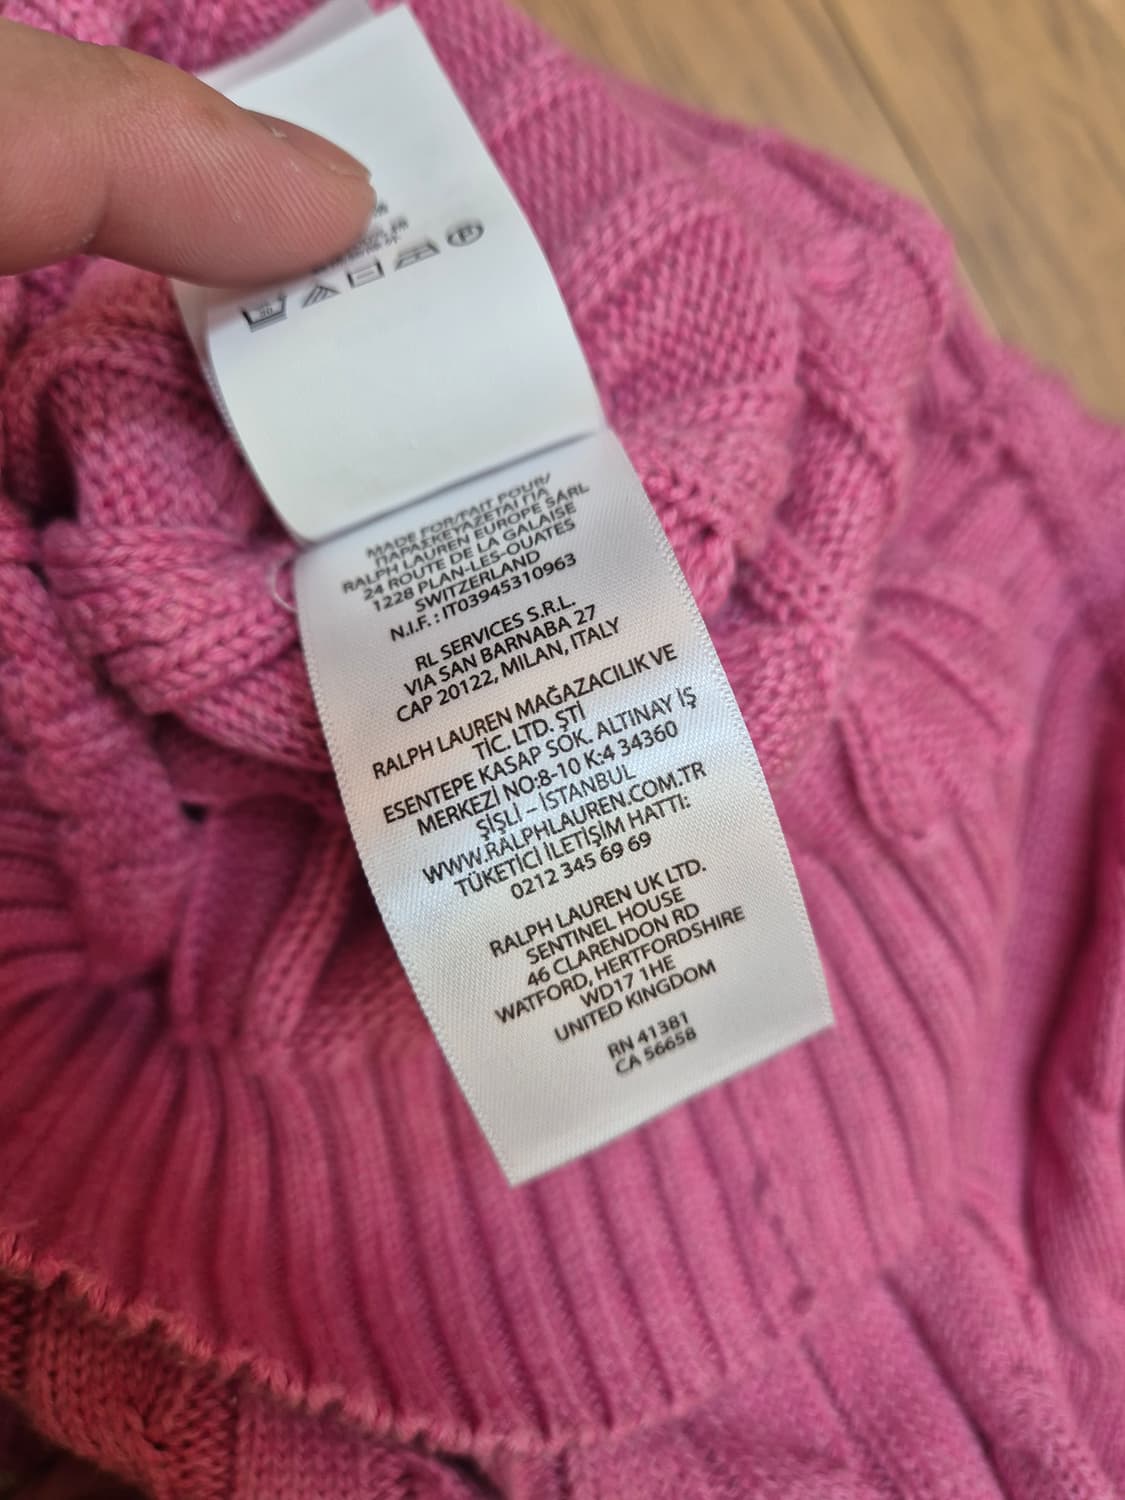 30
P
MADE FOR/FAIT POUR/
ΠΑΡΑΣΚΕΥΑΖΕΤΑΙ ΓΙΑ
RALPH LAUREN EUROPE SÀRL
24 ROUTE DE LA GALAISE
1228 PLAN-LES-OUATES
SWITZERLAND
N.I.F. : IT03945310963
RL SERVICES S.R.L.
VIA SAN BARNABA 27
CAP 20122, MILAN, ITALY
RALPH LAUREN MAĞAZACILIK VE
TİC. LTD. ŞTİ
ESENTEPE KASAP SOK. ALTINAY İŞ
MERKEZİ NO:8-10 K:4 34360
ŞİŞLİ – İSTANBUL
WWW.RALPHLAUREN.COM.TR
TÜKETİCİ İLETİŞİM HATTI:
0212 345 69 69
RALPH LAUREN UK LTD.
SENTINEL HOUSE
46 CLARENDON RD
WATFORD, HERTFORDSHIRE
WD17 1HE
UNITED KINGDOM
RN 41381
CA 56658